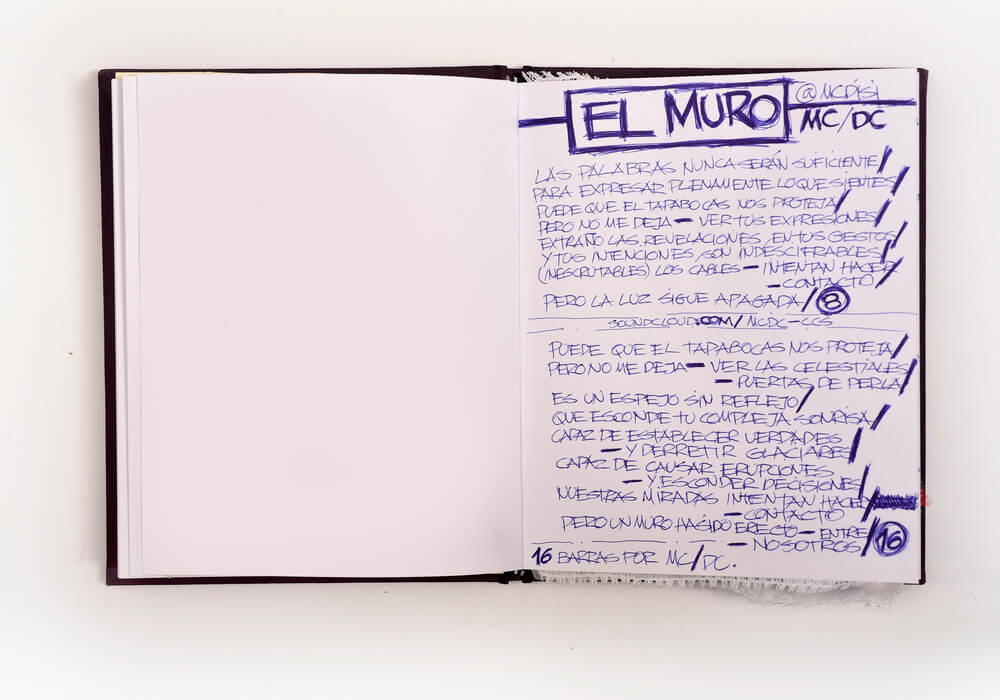 EL MURO
@MCDISI
MC/DC
LAS PALABRAS NUNCA SERÁN SUFICIENTE/
PARA EXPRESAR PLENAMENTE LO QUE SIENTES/
PUEDE QUE EL TAPABOCAS NOS PROTEJA/
PERO NO ME DEJA — VER TUS EXPRESIONES/
EXTRAÑO LAS REVELACIONES, EN TUS GESTOS/
Y TUS INTENCIONES, SON INDESCIFRABLES/
(INESCRUTABLES) LOS CABLES — INTENTAN HACER
— CONTACTO/
PERO LA LUZ SIGUE APAGADA/ 8
SOUNDCLOUD.COM/MCDC-CCS
PUEDE QUE EL TAPABOCAS NOS PROTEJA/
PERO NO ME DEJA — VER LAS CELESTIALES
— PUERTAS DE PERLA/
ES UN ESPEJO SIN REFLEJO/
QUE ESCONDE TU COMPLEJA SONRISA/
CAPAZ DE ESTABLECER VERDADES
— Y DERRETIR GLACIARES/
CAPAZ DE CAUSAR ERUPCIONES
— Y ESCONDER DECISIONES/
NUESTRAS MIRADAS INTENTAN HACER
— CONTACTO/
PERO UN MURO HA SIDO ERECTO — ENTRE
— NOSOTROS/ 16
16 BARRAS POR MC/DC.